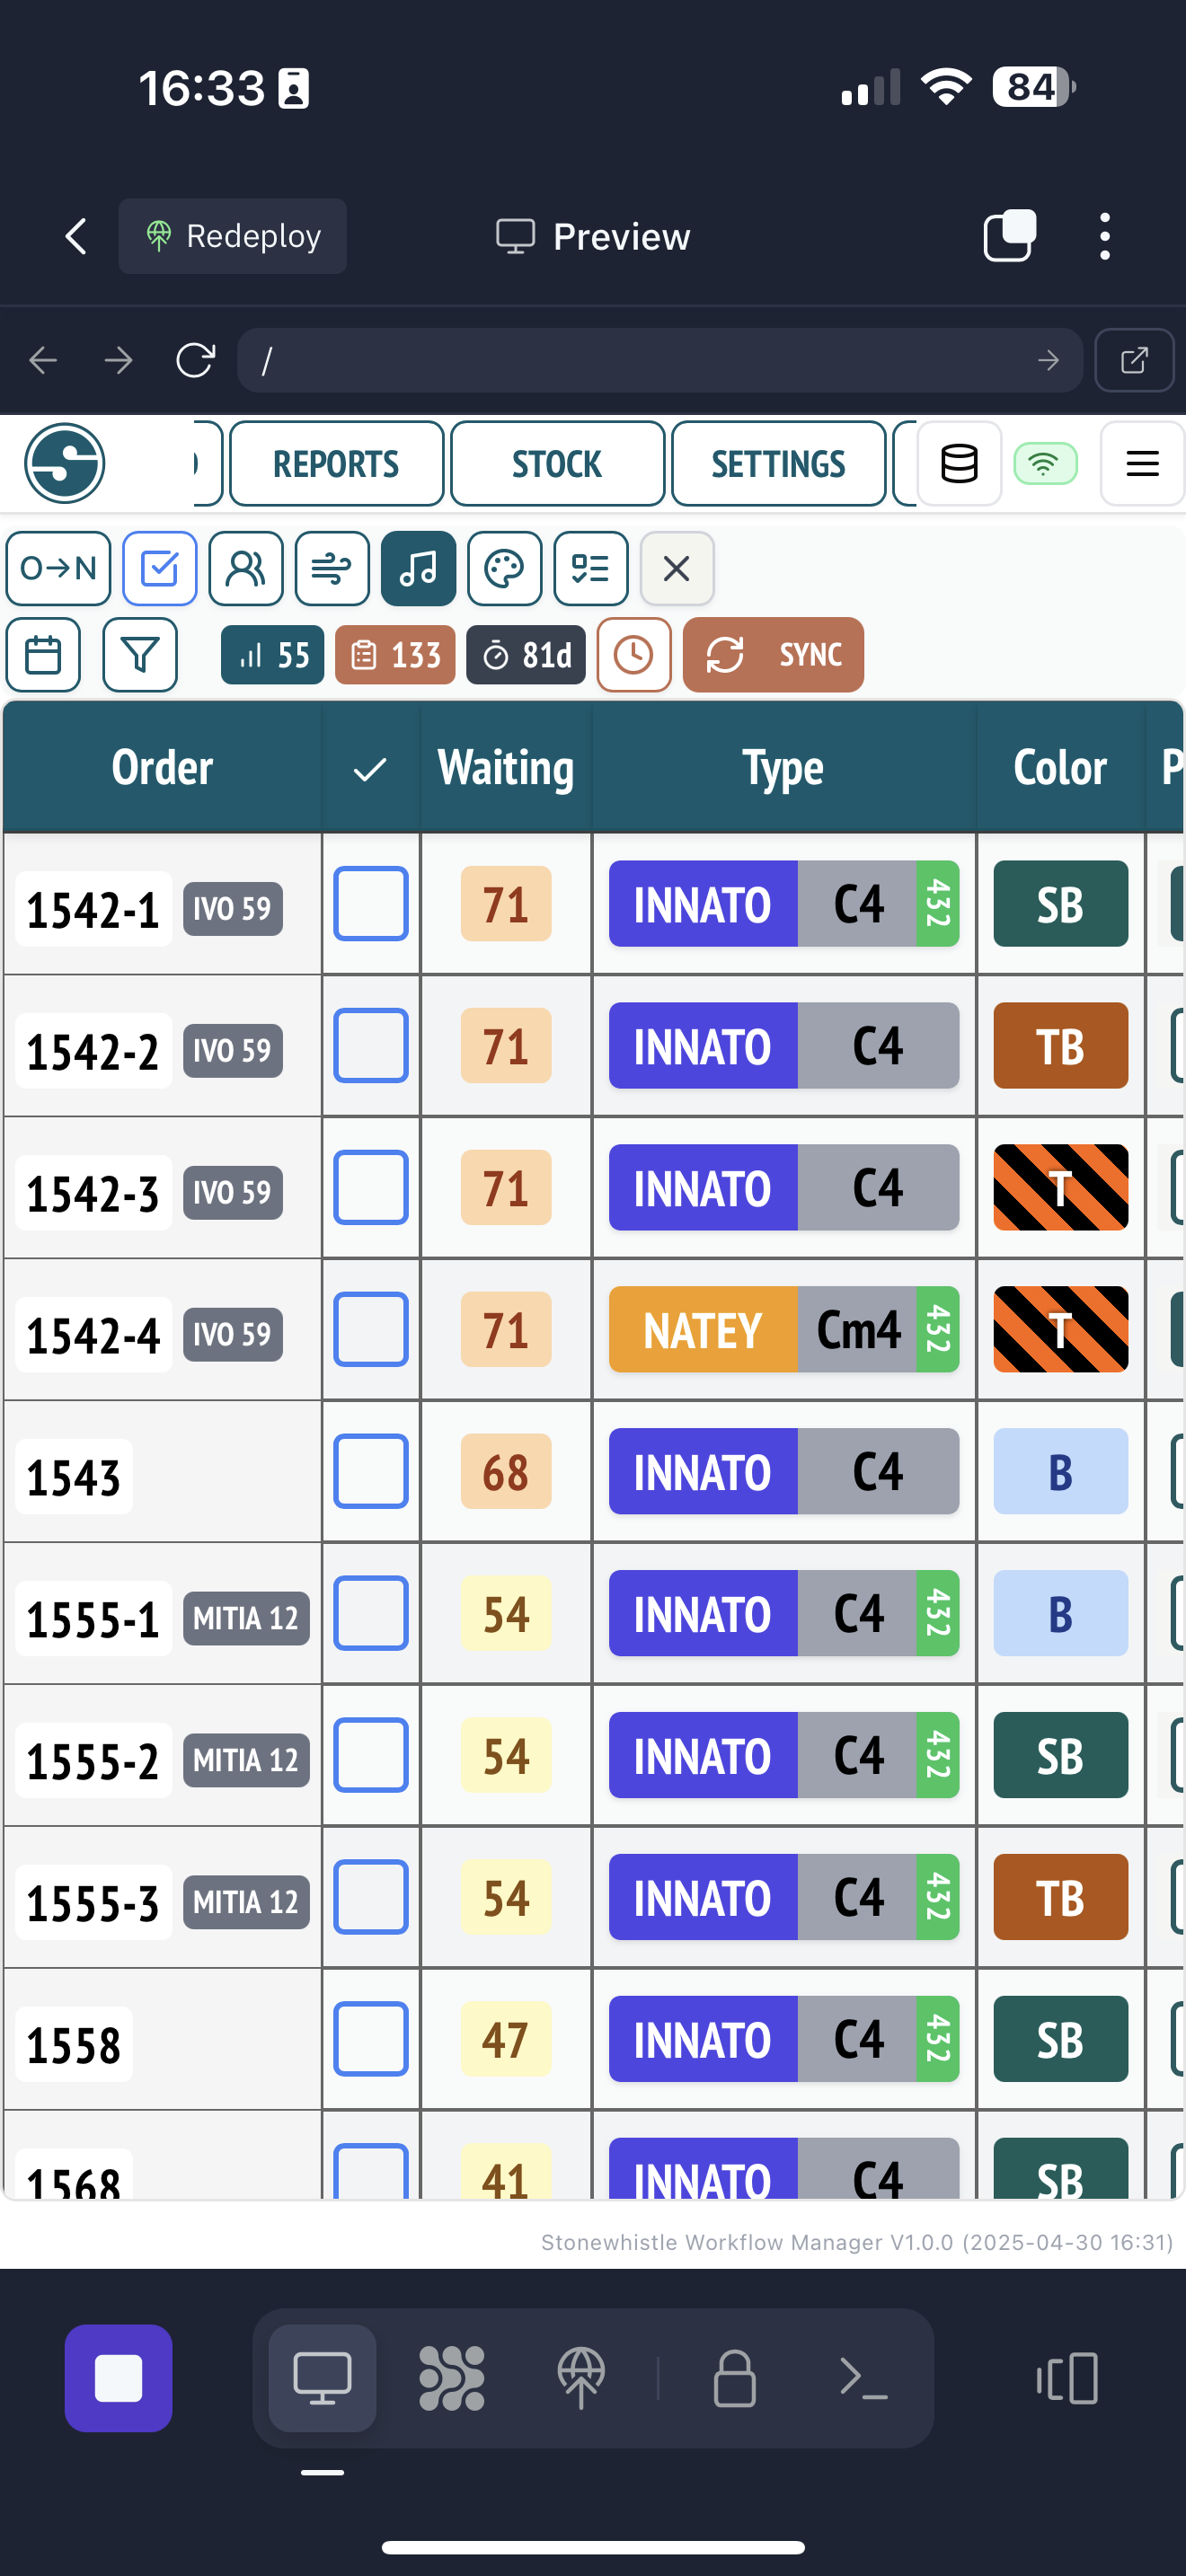 16:33 84
Redeploy Preview
/
REPORTS STOCK SETTINGS
O→N
55 133 81d SYNC
Order Waiting Type Color P
1542-1 IVO 59 71 INNATO C4 432 SB
1542-2 IVO 59 71 INNATO C4 TB
1542-3 IVO 59 71 INNATO C4 T
1542-4 IVO 59 71 NATEY Cm4 432 T
1543 68 INNATO C4 B
1555-1 MITIA 12 54 INNATO C4 432 B
1555-2 MITIA 12 54 INNATO C4 432 SB
1555-3 MITIA 12 54 INNATO C4 432 TB
1558 47 INNATO C4 432 SB
1568 41 INNATO C4 SB
Stonewhistle Workflow Manager V1.0.0 (2025-04-30 16:31)